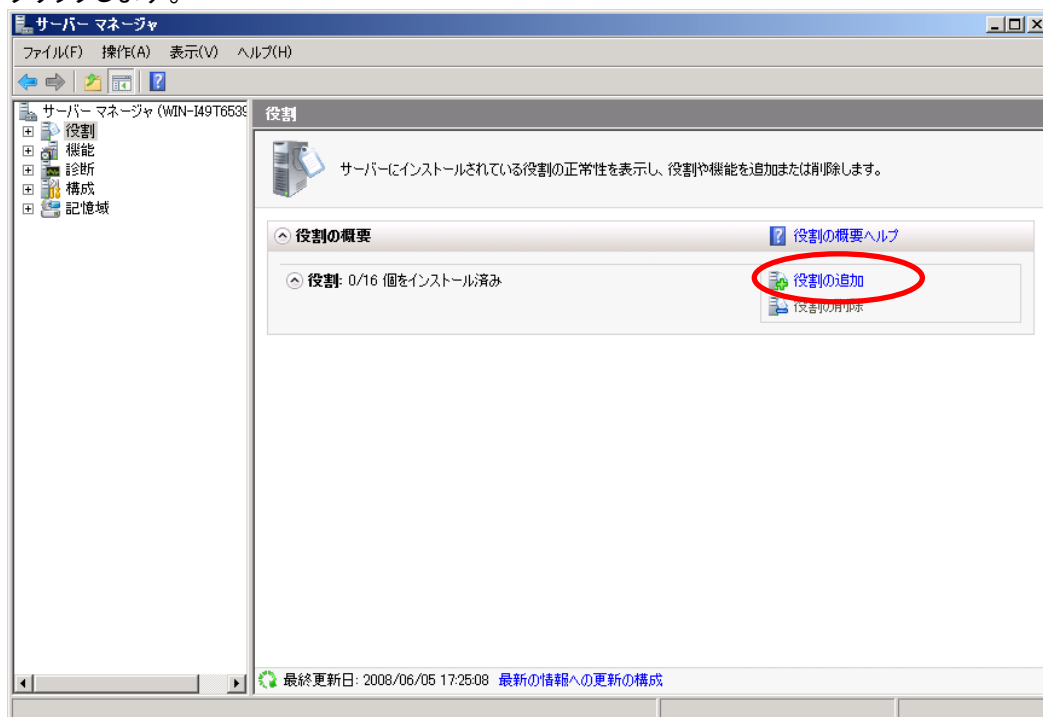 クリックします。
サーバー マネージャ
ファイル(F) 操作(A) 表示(V) ヘルプ(H)
サーバー マネージャ (WIN-I49T6539
役割
機能
診断
構成
記憶域
役割
サーバーにインストールされている役割の正常性を表示し、役割や機能を追加または削除します。
役割の概要
役割の概要ヘルプ
役割: 0/16 個をインストール済み
役割の追加
役割の削除
最終更新日: 2008/06/05 17:25:08 最新の情報への更新の構成